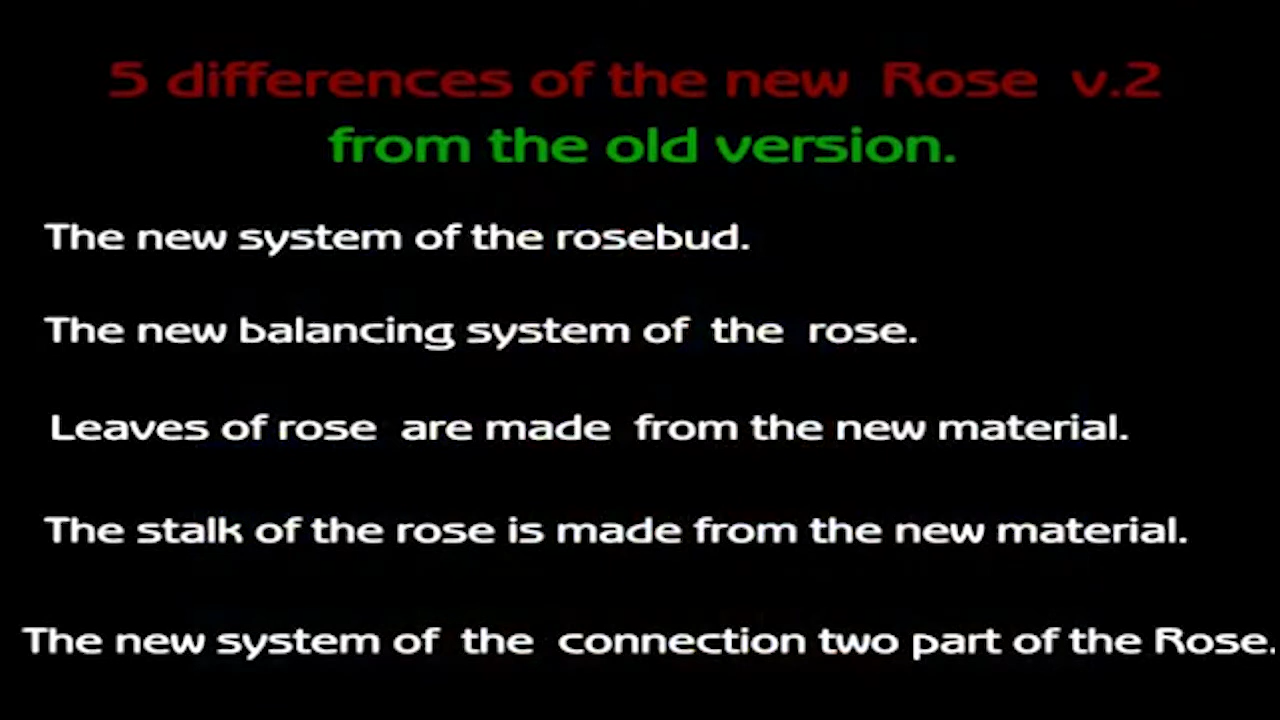 5 differences of the new Rose v.2
from the old version.
The new system of the rosebud.
The new balancing system of the rose.
Leaves of rose are made from the new material.
The stalk of the rose is made from the new material.
The new system of the connection two part of the Rose.